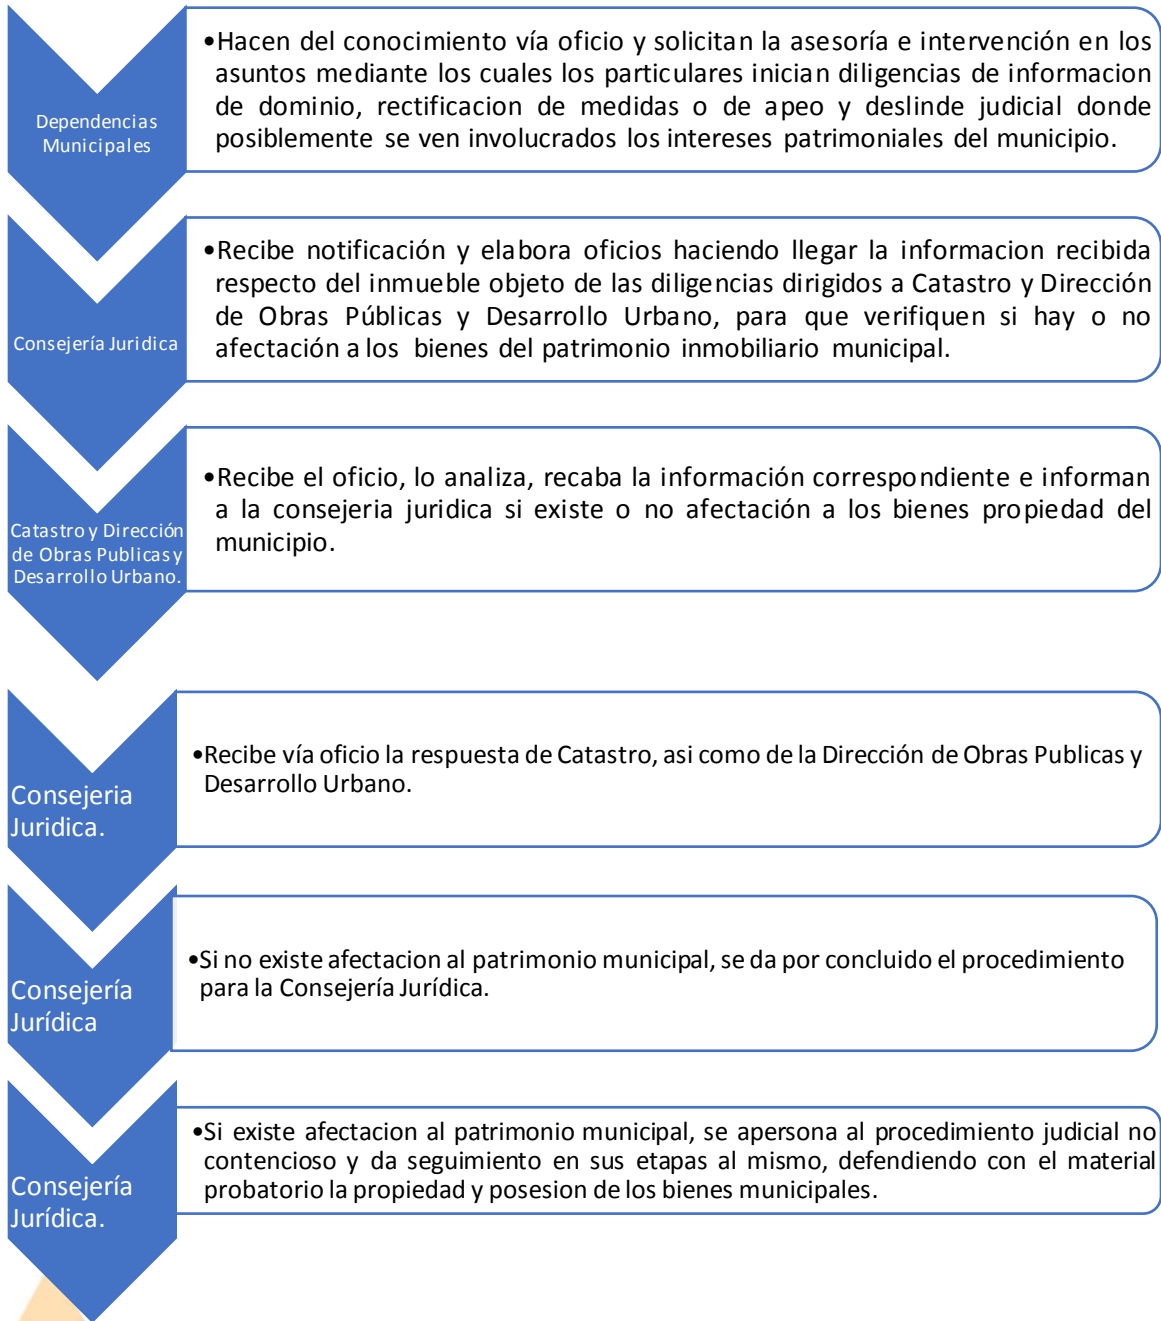 Dependencias
Municipales
•Hacen del conocimiento vía oficio y solicitan la asesoría e intervención en los
asuntos mediante los cuales los particulares inician diligencias de informacion
de dominio, rectificacion de medidas o de apeo y deslinde judicial donde
posiblemente se ven involucrados los intereses patrimoniales del municipio.
Consejería Juridica
•Recibe notificación y elabora oficios haciendo llegar la informacion recibida
respecto del inmueble objeto de las diligencias dirigidos a Catastro y Dirección
de Obras Públicas y Desarrollo Urbano, para que verifiquen si hay o no
afectación a los bienes del patrimonio inmobiliario municipal.
Catastro y Dirección
de Obras Publicas y
Desarrollo Urbano.
•Recibe el oficio, lo analiza, recaba la información correspondiente e informan
a la consejeria juridica si existe o no afectación a los bienes propiedad del
municipio.
Consejeria
Juridica.
•Recibe vía oficio la respuesta de Catastro, asi como de la Dirección de Obras Publicas y
Desarrollo Urbano.
Consejería
Jurídica
•Si no existe afectacion al patrimonio municipal, se da por concluido el procedimiento
para la Consejería Jurídica.
Consejería
Jurídica.
•Si existe afectacion al patrimonio municipal, se apersona al procedimiento judicial no
contencioso y da seguimiento en sus etapas al mismo, defendiendo con el material
probatorio la propiedad y posesion de los bienes municipales.